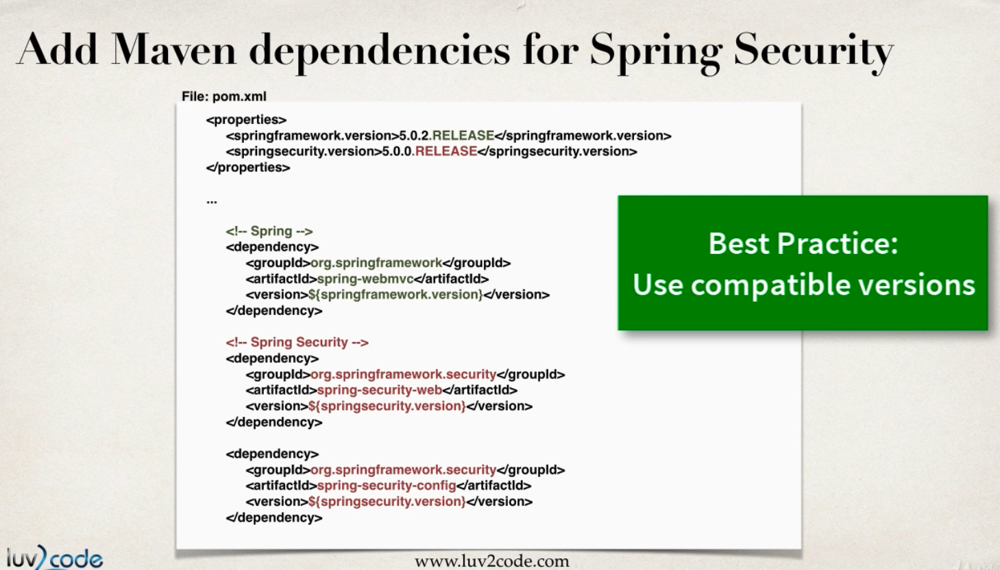 Add Maven dependencies for Spring Security
File: pom.xml
<properties>
<springframework.version>5.0.2.RELEASE</springframework.version>
<springsecurity.version>5.0.0.RELEASE</springsecurity.version>
</properties>
...
<!-- Spring -->
<dependency>
<groupId>org.springframework</groupId>
<artifactId>spring-webmvc</artifactId>
<version>${springframework.version}</version>
</dependency>
Best Practice:
Use compatible versions
<!-- Spring Security -->
<dependency>
<groupId>org.springframework.security</groupId>
<artifactId>spring-security-web</artifactId>
<version>${springsecurity.version}</version>
</dependency>
<dependency>
<groupId>org.springframework.security</groupId>
<artifactId>spring-security-config</artifactId>
<version>${springsecurity.version}</version>
</dependency>
luv2code
www.luv2code.com